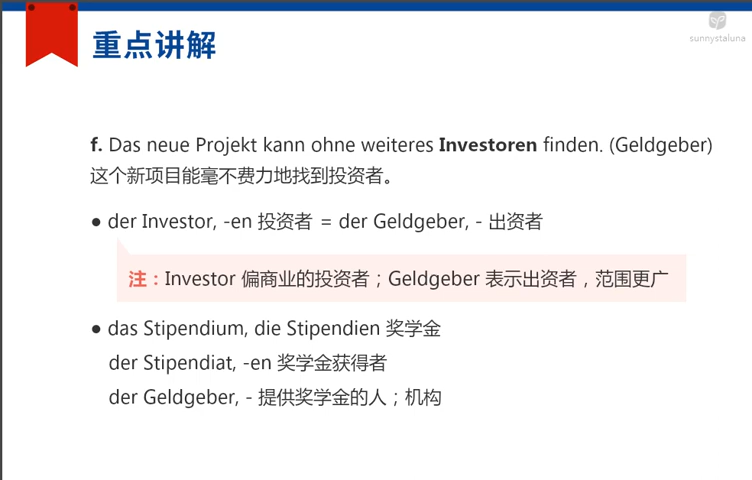 重点讲解
sunnystaluna
f. Das neue Projekt kann ohne weiteres Investoren finden. (Geldgeber)
这个新项目能毫不费力地找到投资者。
● der Investor, -en 投资者 = der Geldgeber, - 出资者
注：Investor 偏商业的投资者；Geldgeber 表示出资者，范围更广
● das Stipendium, die Stipendien 奖学金
der Stipendiat, -en 奖学金获得者
der Geldgeber, - 提供奖学金的人；机构